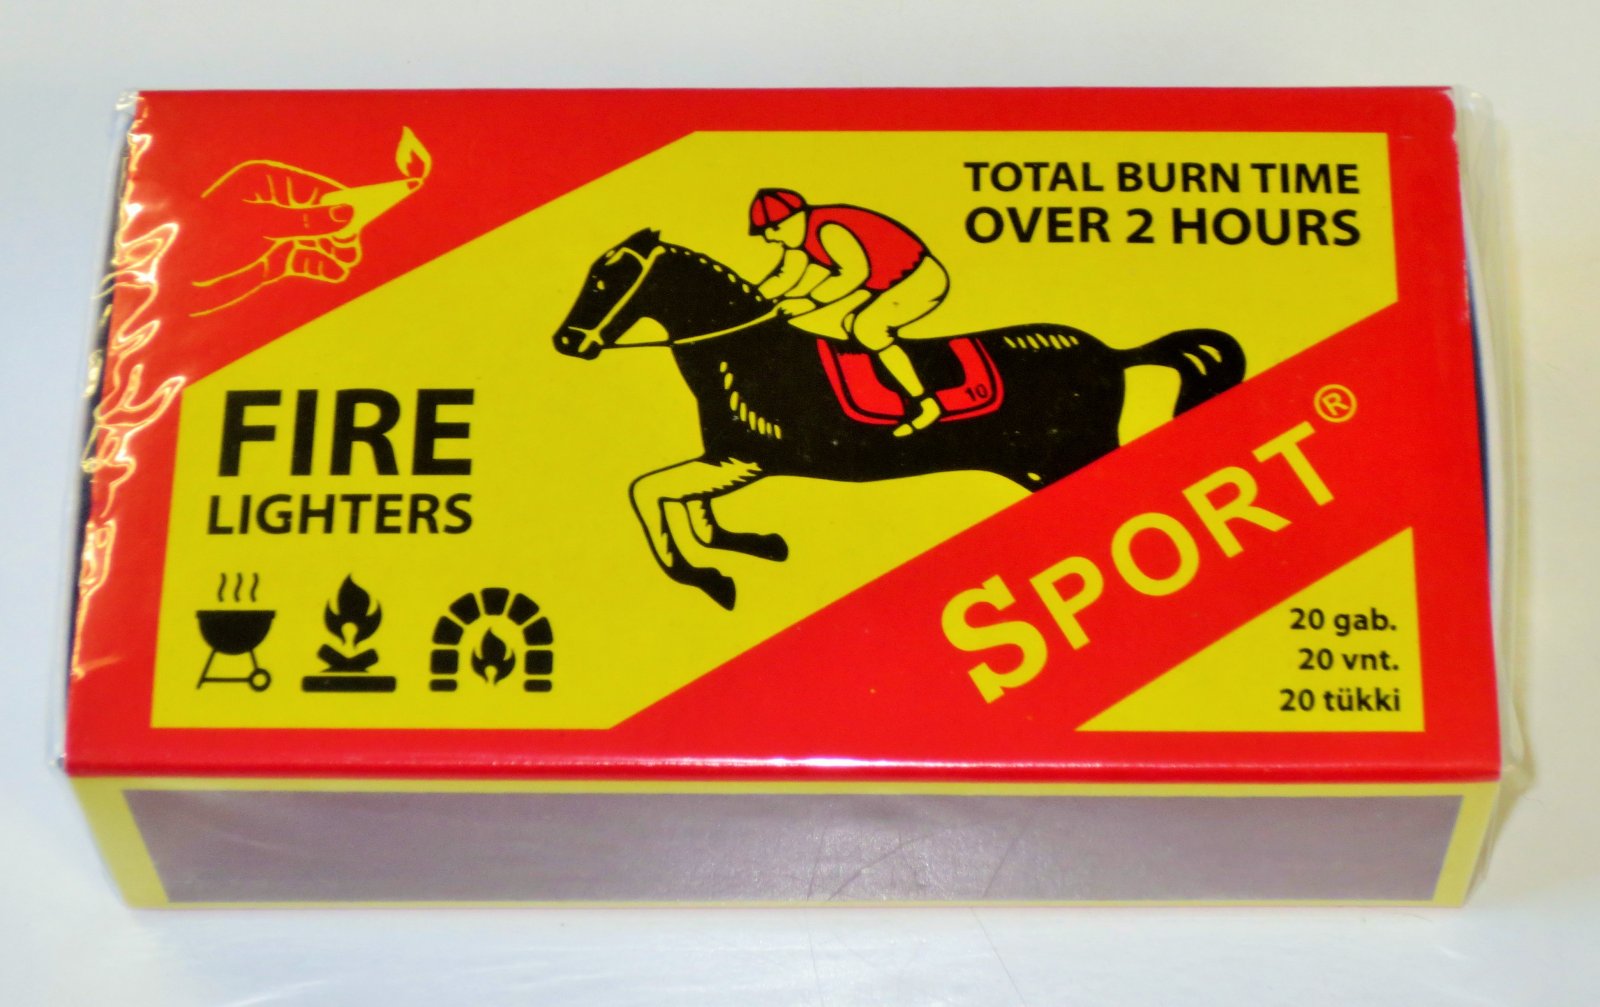 TOTAL BURN TIME
OVER 2 HOURS
FIRE
LIGHTERS
10
SPORT®
20 gab.
20 vnt.
20 tükki